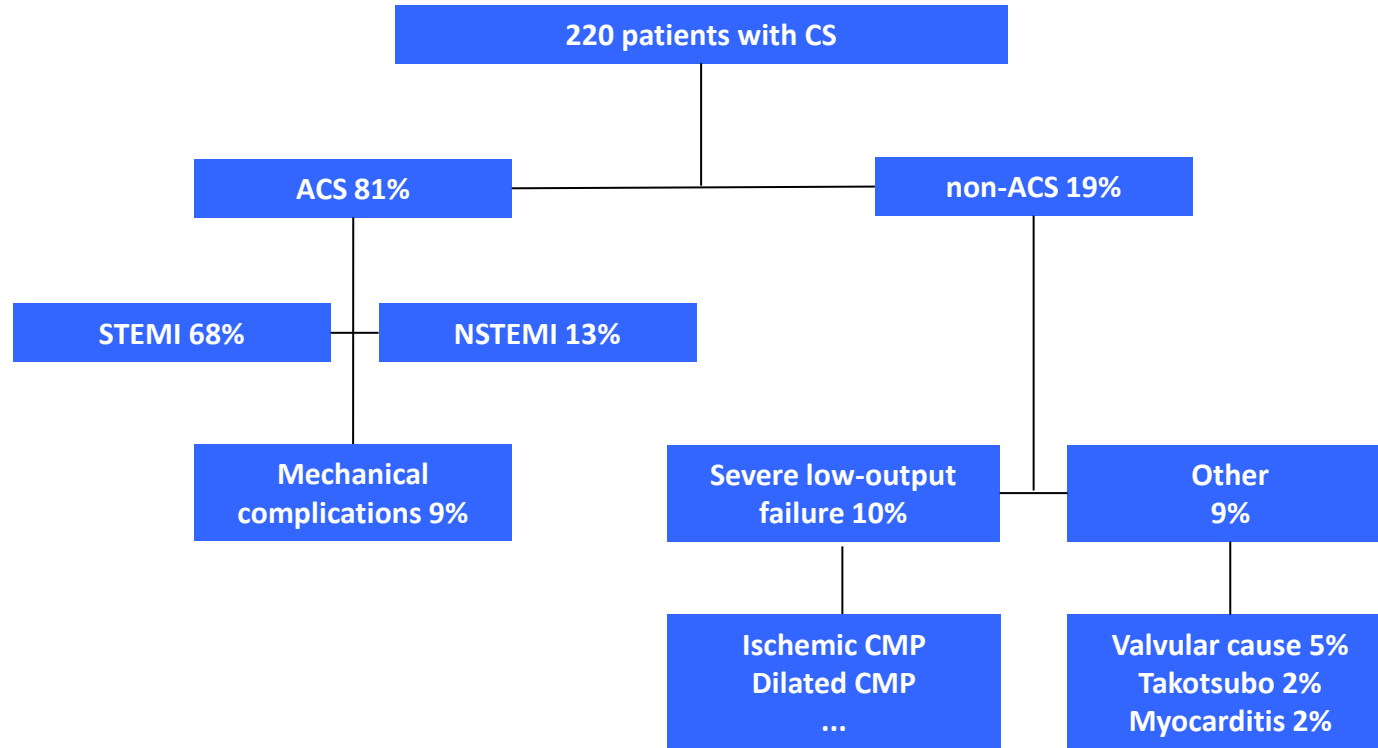 220 patients with CS
ACS 81%
non-ACS 19%
STEMI 68%
NSTEMI 13%
Mechanical
complications 9%
Severe low-output
failure 10%
Other
9%
Ischemic CMP
Dilated CMP
...
Valvular cause 5%
Takotsubo 2%
Myocarditis 2%